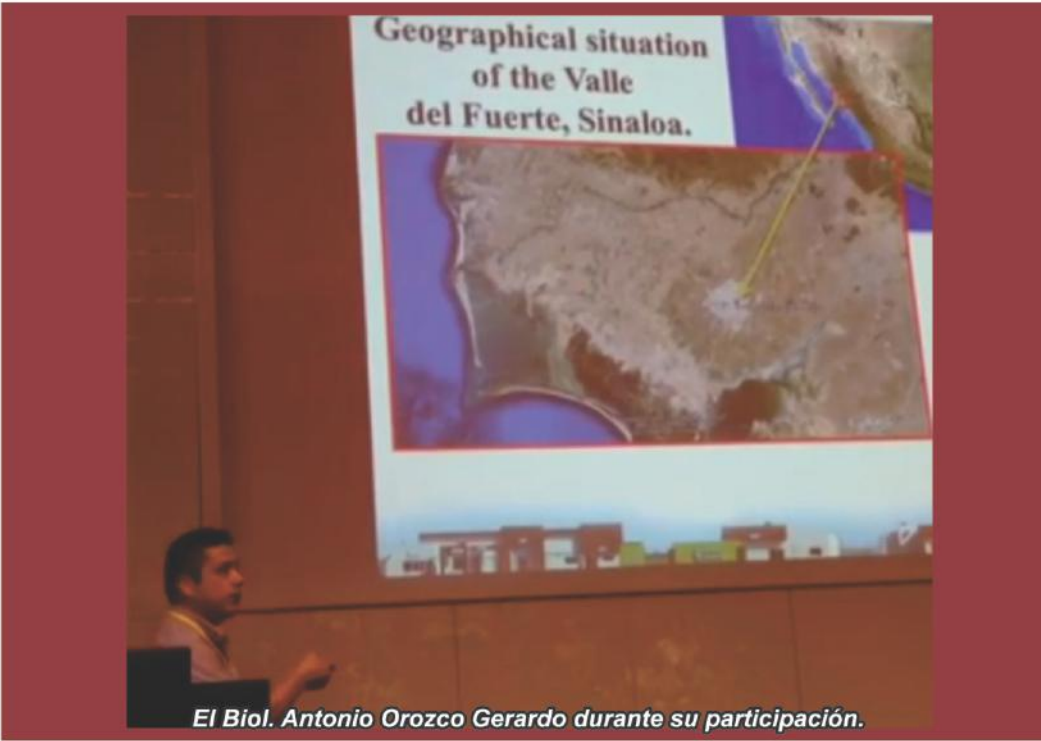 Geographical situation
of the Valle
del Fuerte, Sinaloa.
El Biol. Antonio Orozco Gerardo durante su participación.